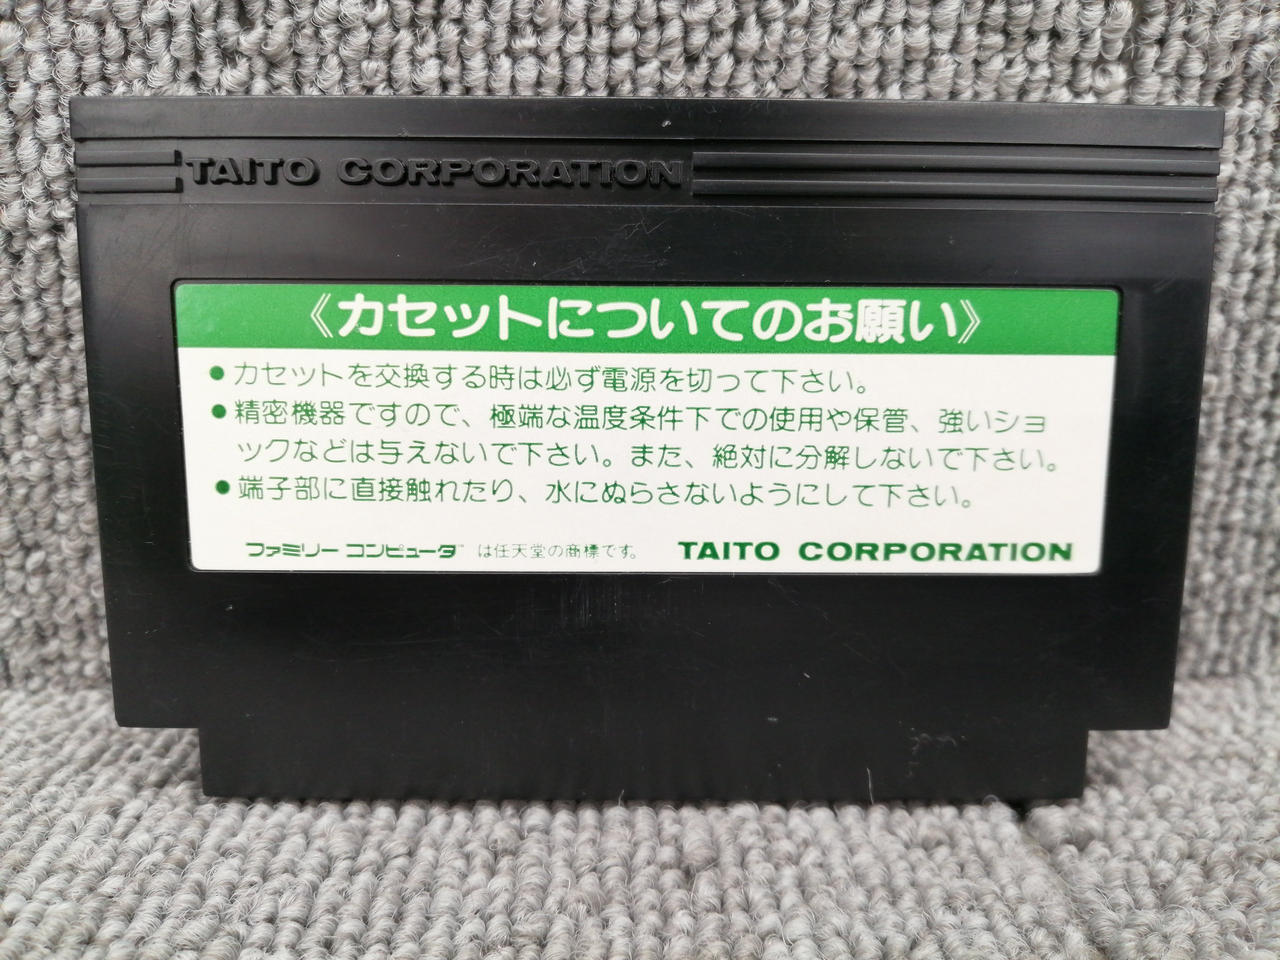 TAITO CORPORATION
《カセットについてのお願い》
●カセットを交換する時は必ず電源を切って下さい。
●精密機器ですので、極端な温度条件下での使用や保管、強いショ
ックなどは与えないで下さい。また、絶対に分解しないで下さい。
●端子部に直接触れたり、水にぬらさないようにして下さい。
ファミリー コンピュータ™ は任天堂の商標です。 TAITO CORPORATION